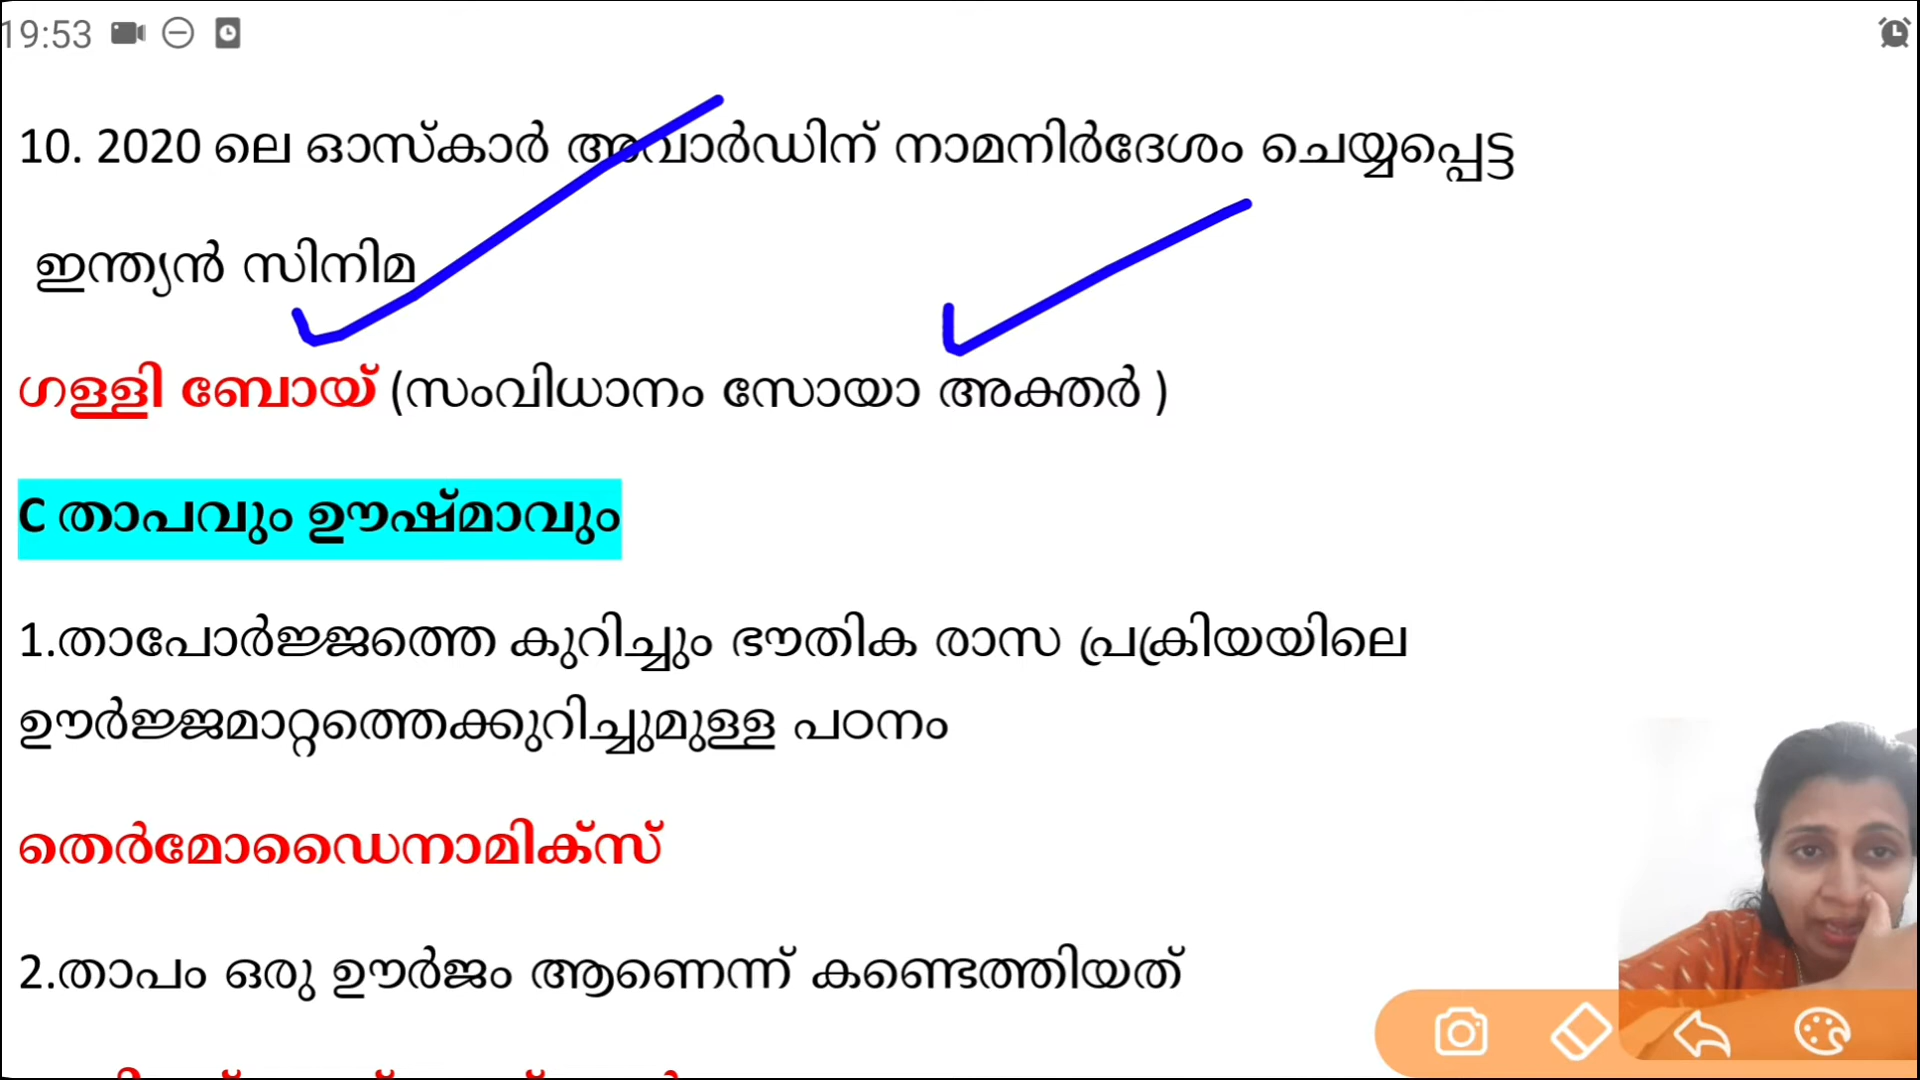 19:53
10. 2020 ലെ ഓസ്കാർ അവാർഡിന് നാമനിർദേശം ചെയ്യപ്പെട്ട
ഇന്ത്യൻ സിനിമ
ഗള്ളി ബോയ് (സംവിധാനം സോയാ അക്തർ )
C താപവും ഊഷ്മാവും
1.താപോർജ്ജത്തെ കുറിച്ചും ഭൗതിക രാസ പ്രക്രിയയിലെ
ഊർജ്ജമാറ്റത്തെക്കുറിച്ചുമുള്ള പഠനം
തെർമോഡൈനാമിക്സ്
2.താപം ഒരു ഊർജം ആണെന്ന് കണ്ടെത്തിയത്